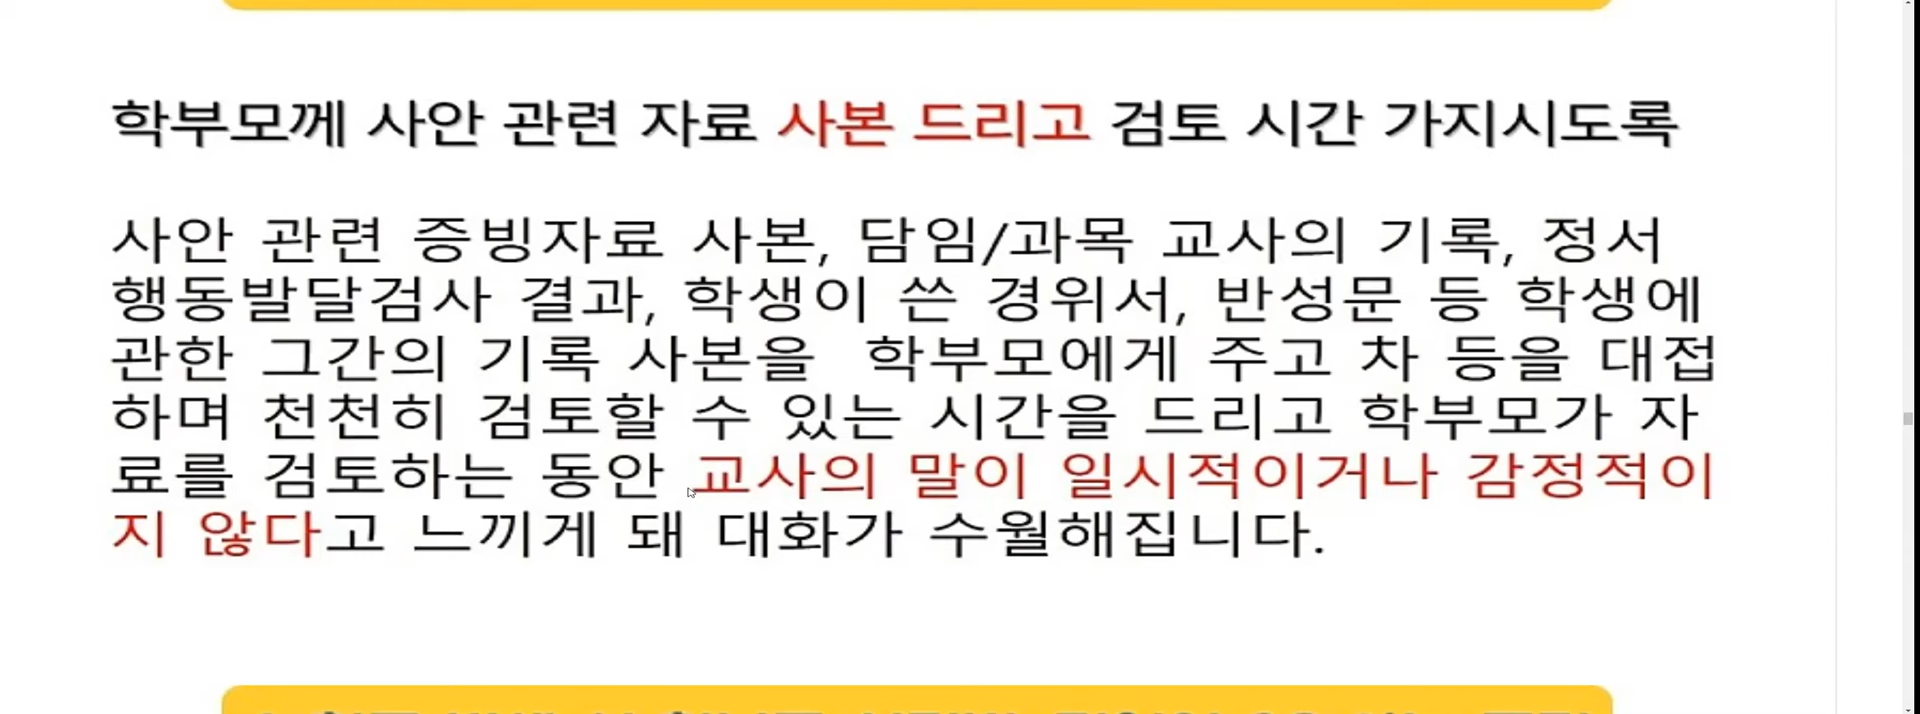 학부모께 사안 관련 자료 사본 드리고 검토 시간 가지시도록
사안 관련 증빙자료 사본, 담임/과목 교사의 기록, 정서
행동발달검사 결과, 학생이 쓴 경위서, 반성문 등 학생에
관한 그간의 기록 사본을 학부모에게 주고 차 등을 대접
하며 천천히 검토할 수 있는 시간을 드리고 학부모가 자
료를 검토하는 동안 교사의 말이 일시적이거나 감정적이
지 않다고 느끼게 돼 대화가 수월해집니다.